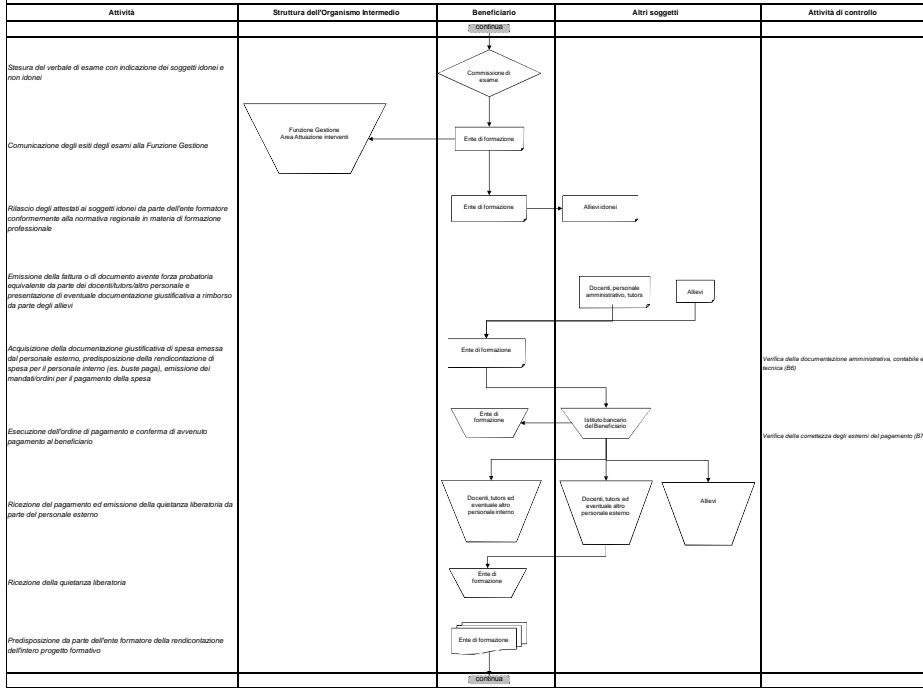 Attività
Struttura dell'Organismo Intermedio
Beneficiario
Altri soggetti
Attività di controllo
continua
Stesura del verbale di esame con indicazione dei soggetti idonei e
non idonei
Commissione di
esame
Comunicazione degli esiti degli esami alla Funzione Gestione
Funzione Gestione
Area Attuazione interventi
Ente di formazione
Rilascio degli attestati ai soggetti idonei da parte dell'ente formatore
conformemente alla normativa regionale in materia di formazione
professionale
Ente di formazione
Allievi idonei
Emissione della fattura o di documento avente forza probatoria
equivalente da parte dei docenti/tutors/altro personale e
presentazione di eventuale documentazione giustificativa a rimborso
da parte degli allievi
Docenti, personale
amministrativo, tutors
Allievi
Acquisizione della documentazione giustificativa di spesa emessa
dal personale esterno, predisposizione della rendicontazione di
spesa per il personale interno (es. buste paga), emissione dei
mandati/ordini per il pagamento della spesa
Ente di formazione
Verifica della documentazione amministrativa, contabile e
tecnica (B6)
Esecuzione dell'ordine di pagamento e conferma di avvenuto
pagamento al beneficiario
Ente di
formazione
Istituto bancario
del Beneficiario
Verifica della correttezza degli estremi del pagamento (B7
Ricezione del pagamento ed emissione della quietanza liberatoria da
parte del personale esterno
Docenti, tutors ed
eventuale altro
personale interno
Docenti, tutors ed
eventuale altro
personale esterno
Allievi
Ricezione della quietanza liberatoria
Ente di
formazione
Predisposizione da parte dell'ente formatore della rendicontazione
dell'intero progetto formativo
Ente di formazione
continua